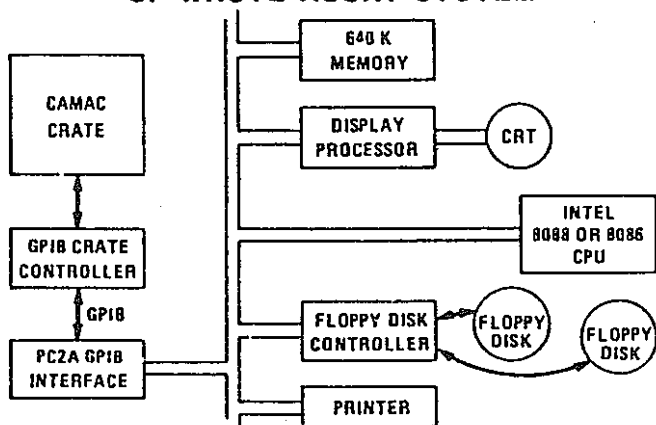 640 K
MEMORY
CAMAC
CRATE
DISPLAY
PROCESSOR
CRT
INTEL
8088 OR 8086
CPU
GPIB CRATE
CONTROLLER
GPIB
FLOPPY DISK
CONTROLLER
FLOPPY
DISK
FLOPPY
DISK
PC2A GPIB
INTERFACE
PRINTER